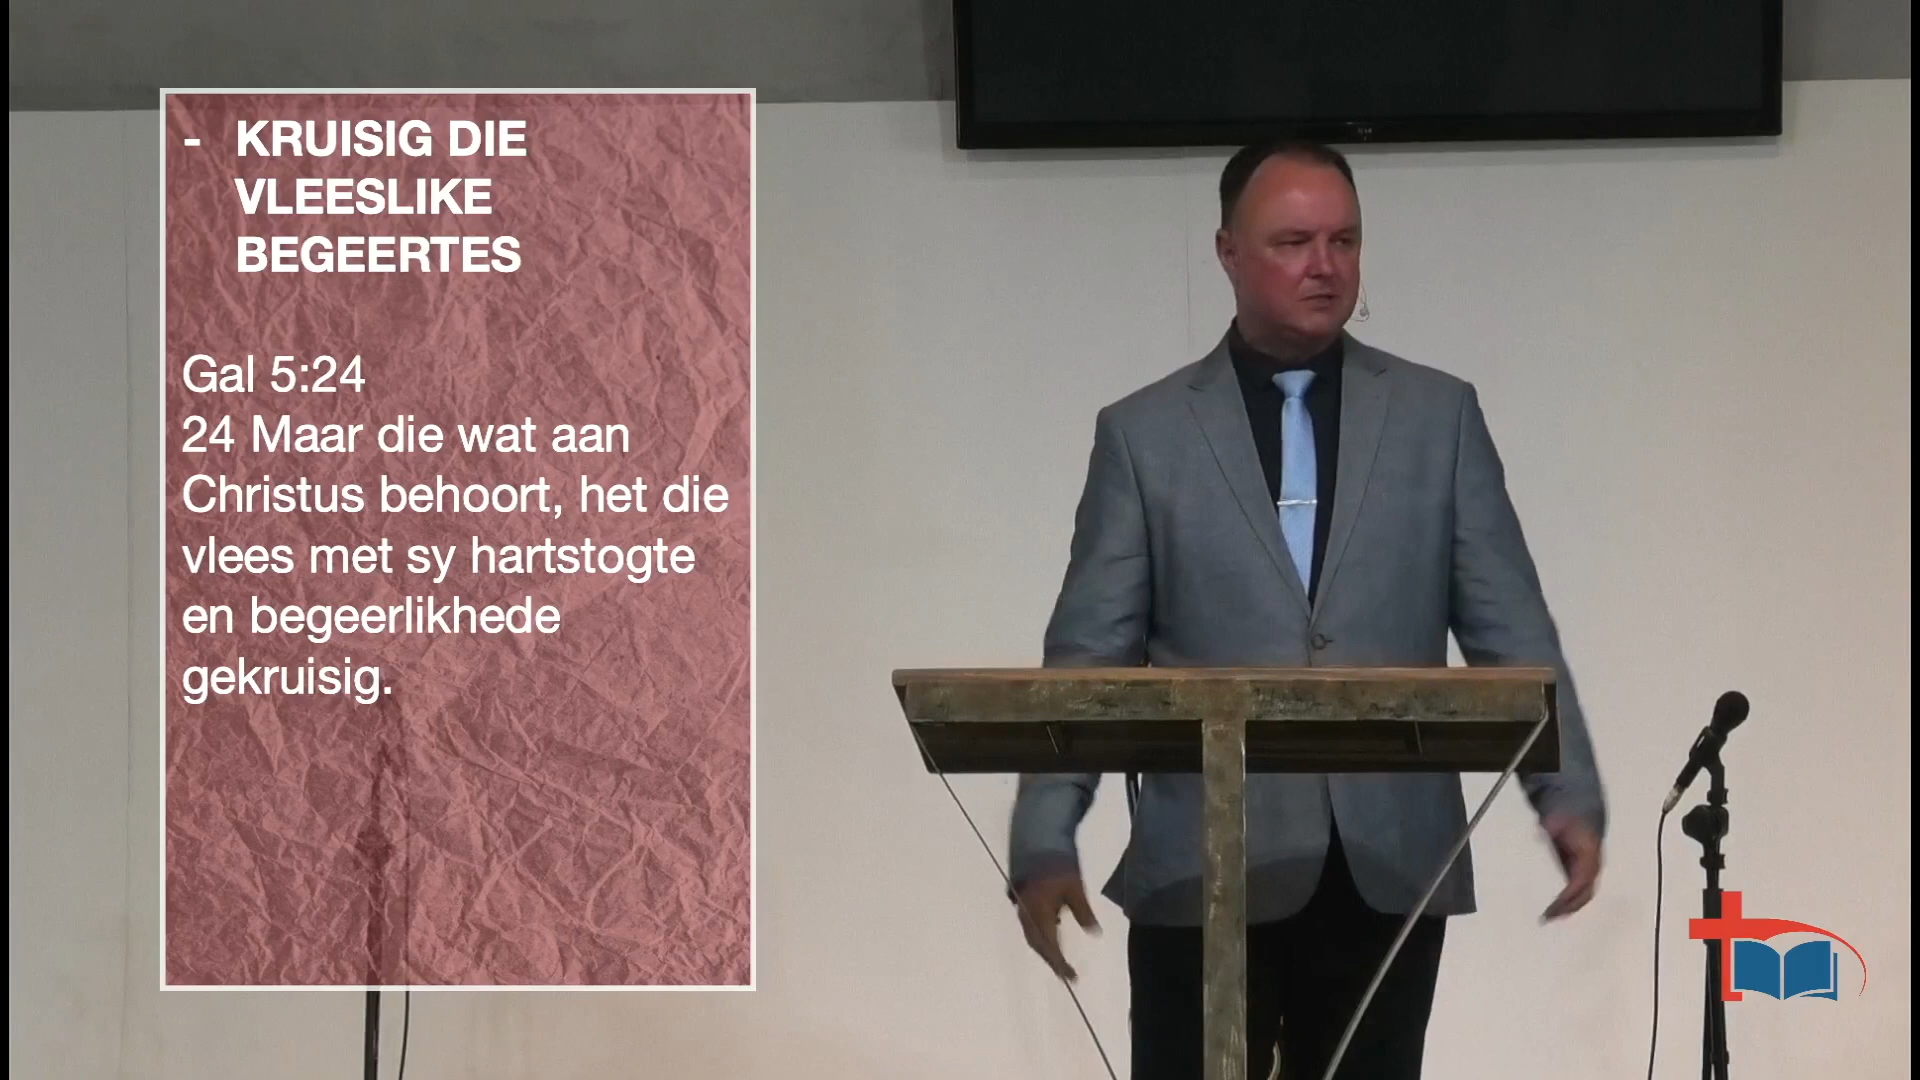 - KRUISIG DIE
VLEESLIKE
BEGEERTES
Gal 5:24
24 Maar die wat aan
Christus behoort, het die
vlees met sy hartstogte
en begeerlikhede
gekruisig.